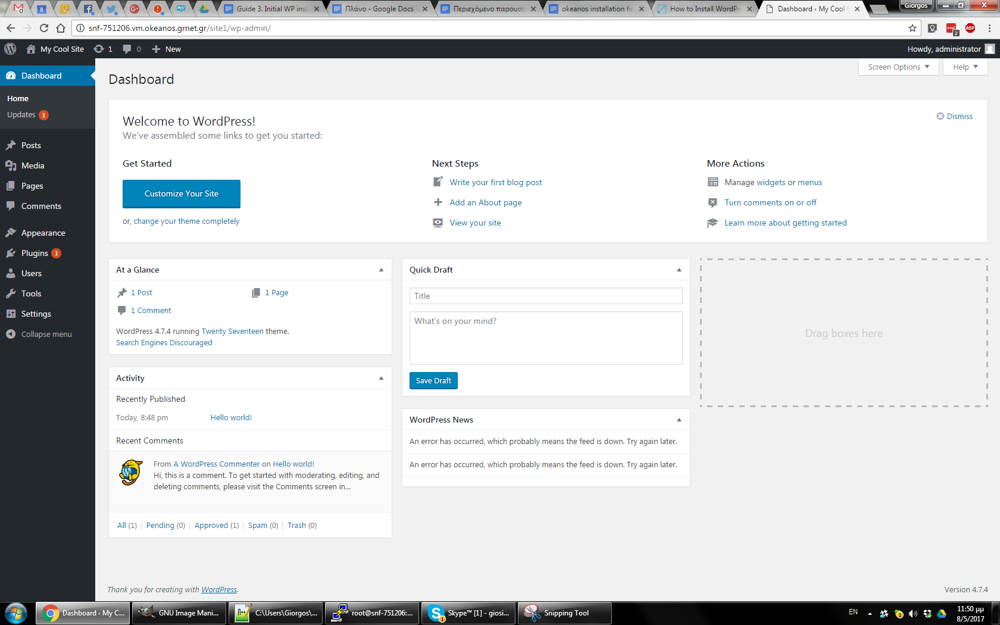 Giorgos
Guide 3. Initial WP inst
Πλάνο - Google Docs
Περιεχόμενο παρουσία
okeanos installation fin
How to Install WordPre
Dashboard ‹ My Cool S
snf-751206.vm.okeanos.grnet.gr/site1/wp-admin/
My Cool Site
1
0
New
Howdy, administrator
Dashboard
Home
Updates 1
Posts
Media
Pages
Comments
Appearance
Plugins 1
Users
Tools
Settings
Collapse menu
Screen Options
Help
Dashboard
Dismiss
Welcome to WordPress!
We've assembled some links to get you started:
Get Started
Customize Your Site
or, change your theme completely
Next Steps
Write your first blog post
Add an About page
View your site
More Actions
Manage widgets or menus
Turn comments on or off
Learn more about getting started
At a Glance
1 Post
1 Page
1 Comment
WordPress 4.7.4 running Twenty Seventeen theme.
Search Engines Discouraged
Activity
Recently Published
Today, 8:48 pm Hello world!
Recent Comments
From A WordPress Commenter on Hello world!
Hi, this is a comment. To get started with moderating, editing, and
deleting comments, please visit the Comments screen in...
All (1) | Pending (0) | Approved (1) | Spam (0) | Trash (0)
Quick Draft
Title
What's on your mind?
Save Draft
WordPress News
An error has occurred, which probably means the feed is down. Try again later.
An error has occurred, which probably means the feed is down. Try again later.
Drag boxes here
Thank you for creating with WordPress.
Version 4.7.4
Dashboard ‹ My C...
GNU Image Mani...
C:\Users\Giorgos\...
root@snf-751206:...
Skype™ [1] - giosi...
Snipping Tool
EN
11:50 μμ
8/5/2017